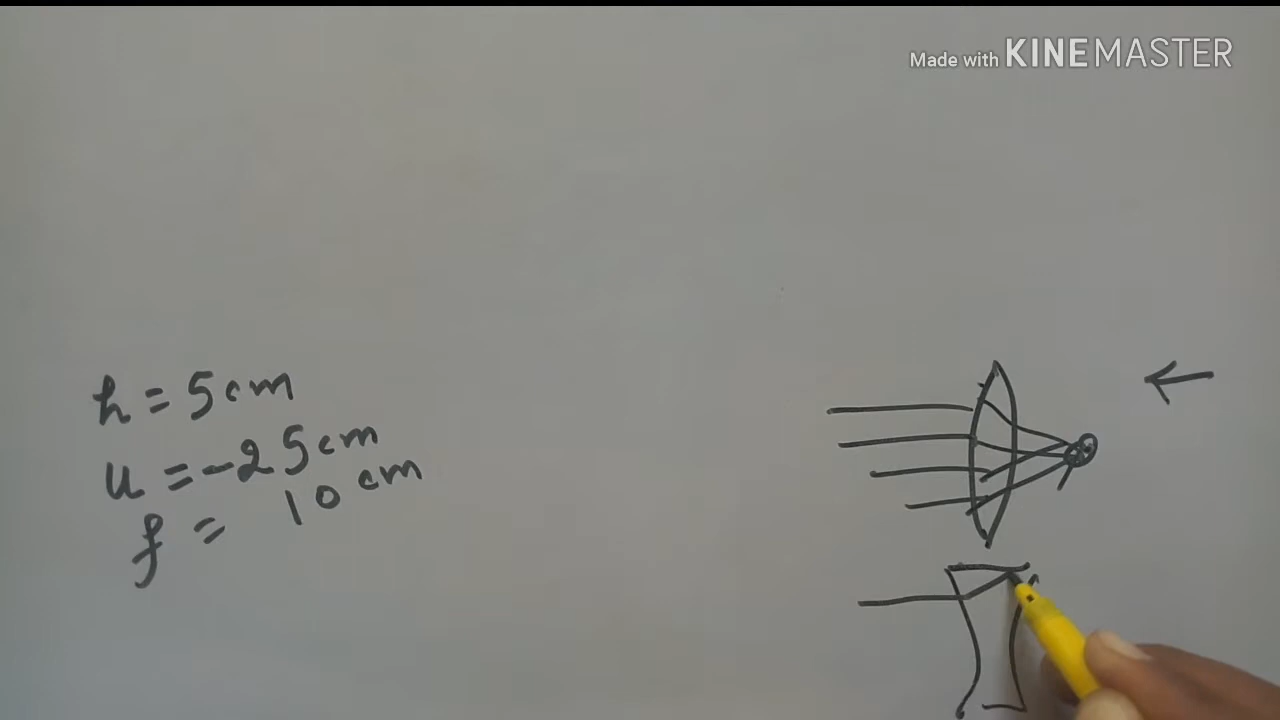 Made with KINEMASTER
h = 5 cm
u = -25 cm
f = 10 cm